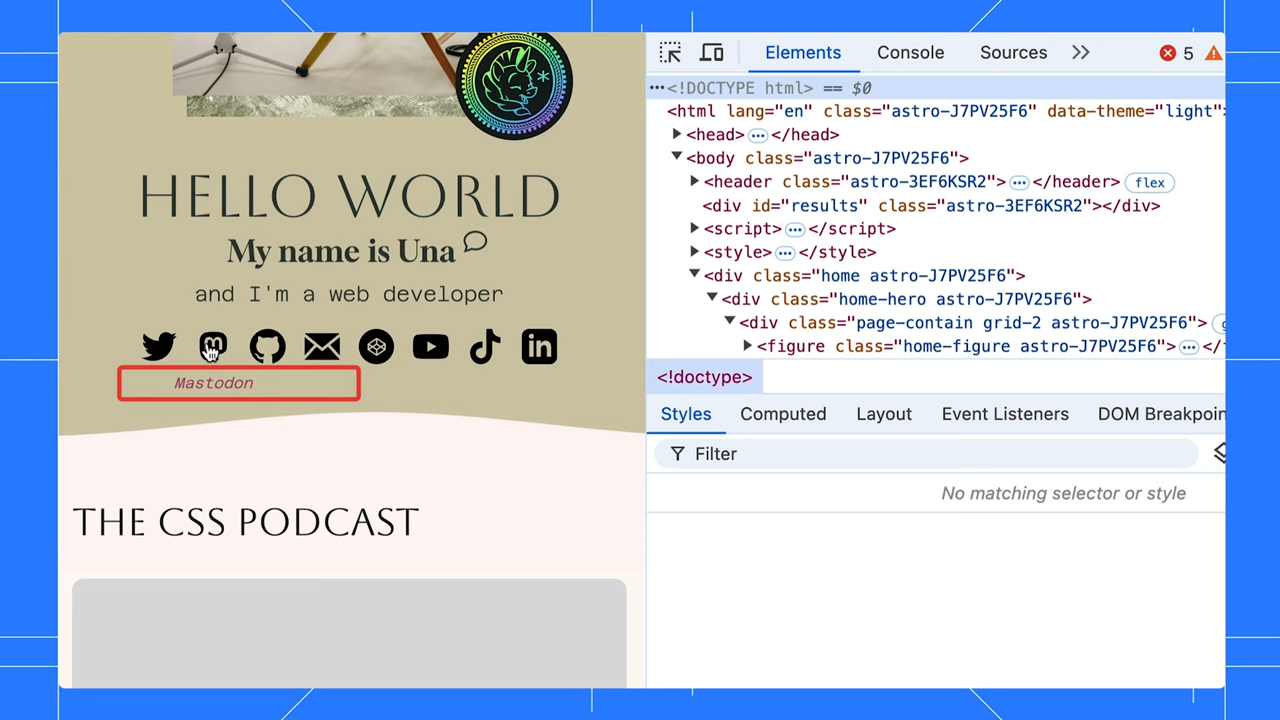 HELLO WORLD
My name is Una
and I'm a web developer
Mastodon
THE CSS PODCAST
Elements Console Sources 5
<!DOCTYPE html> == $0
<html lang="en" class="astro-J7PV25F6" data-theme="light">
<head> </head>
<body class="astro-J7PV25F6">
<header class="astro-3EF6KSR2"> </header> flex
<div id="results" class="astro-3EF6KSR2"></div>
<script> </script>
<style> </style>
<div class="home astro-J7PV25F6">
<div class="home-hero astro-J7PV25F6">
<div class="page-contain grid-2 astro-J7PV25F6">
<figure class="home-figure astro-J7PV25F6">
<!doctype>
Styles Computed Layout Event Listeners DOM Breakpoin
Filter
No matching selector or style